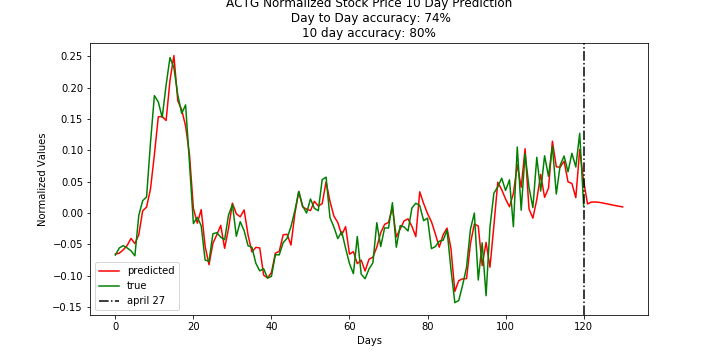 ACTG Normalized Stock Price 10 Day Prediction
Day to Day accuracy: 74%
10 day accuracy: 80%
0.25
0.20
0.15
0.10
0.05
0.00
−0.05
−0.10
−0.15
Normalized Values
predicted
true
april 27
0 20 40 60 80 100 120
Days